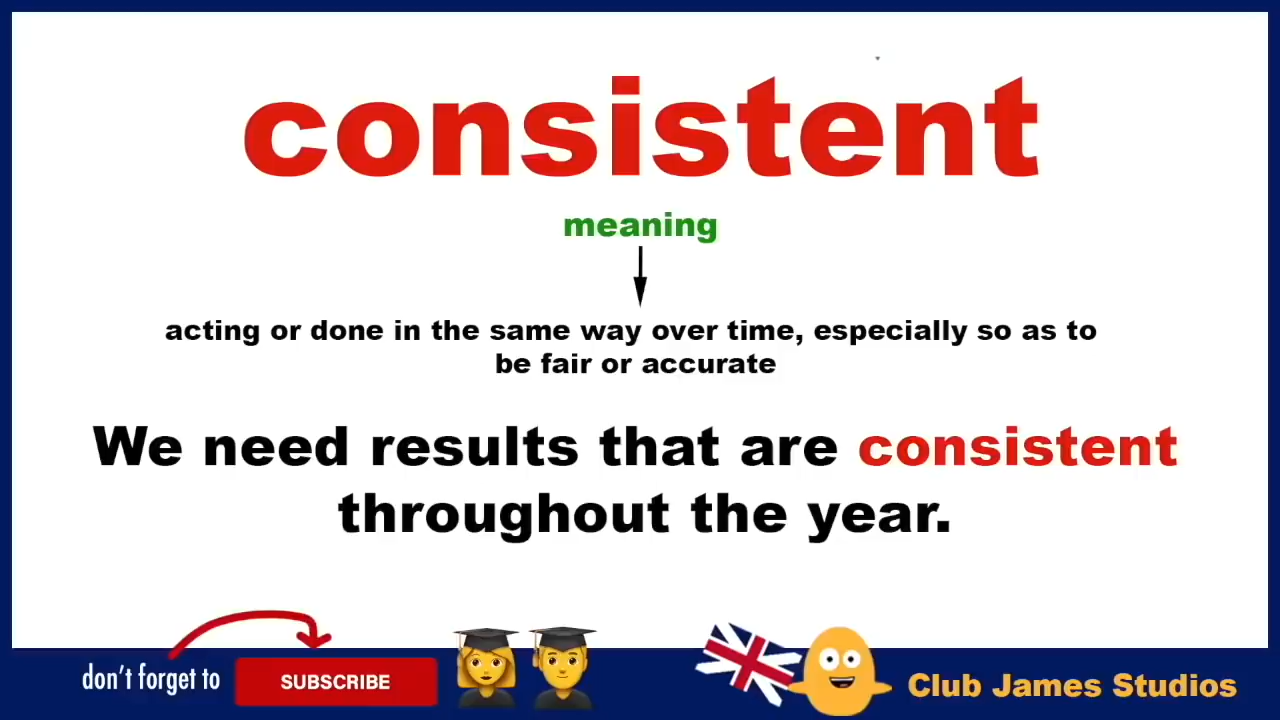 consistent
meaning
acting or done in the same way over time, especially so as to
be fair or accurate
We need results that are consistent
throughout the year.
don't forget to SUBSCRIBE
Club James Studios